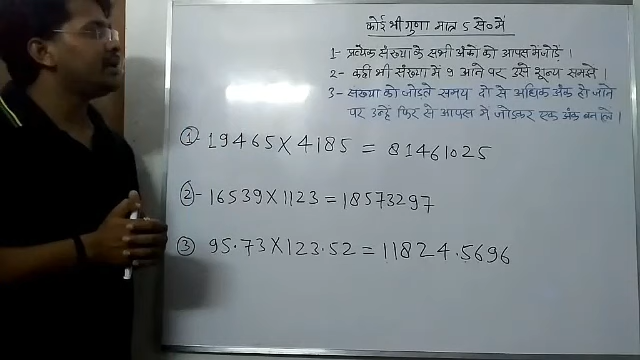 कोई भी गुणा मात्र 5 से० में
1- प्रत्येक संख्या के सभी अंको को आपस में जोड़ें ।
2- कही भी संख्या में 9 आने पर उसे शून्य समझे ।
3- संख्या को जोड़ते समय दो से अधिक अंक हो जाने
पर उन्हें फिर से आपस में जोड़कर एक अंक बना ले ।
①- 19465 X 4185 = 81461025
②- 16539 X 1123 = 18573297
③ 95.73 X 123.52 = 11824.5696